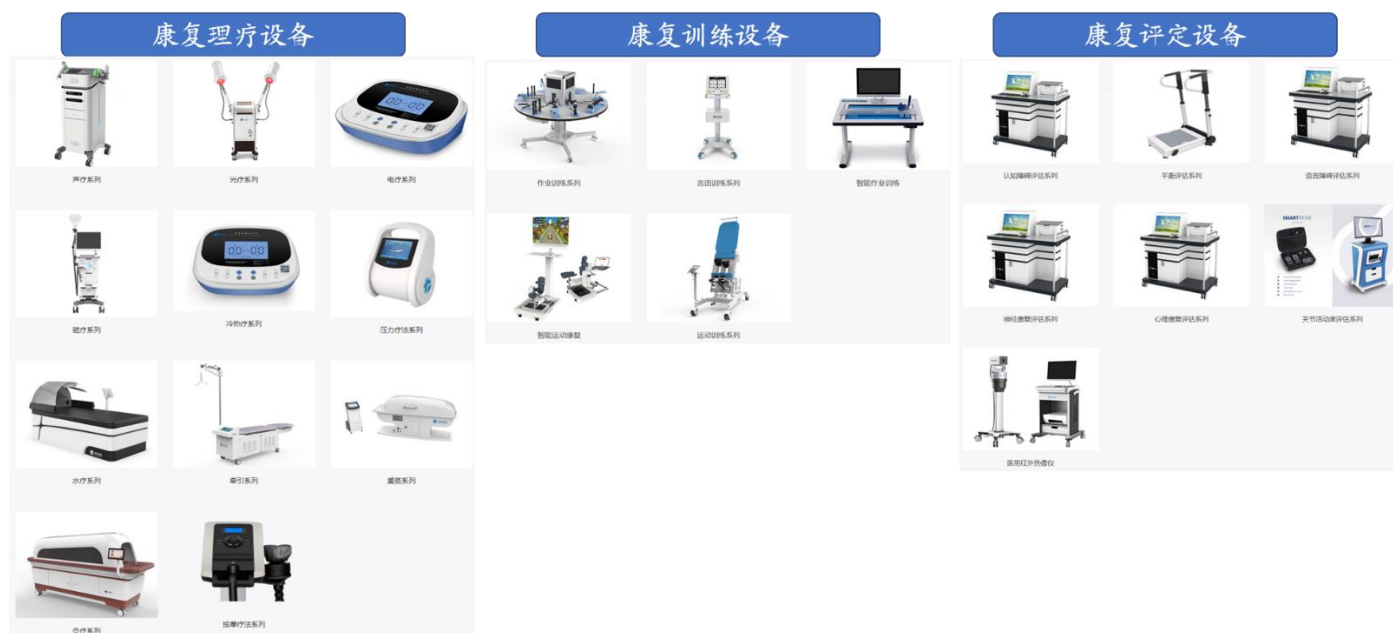 康复理疗设备
声疗系列
光疗系列
电疗系列
磁疗系列
冷热疗系列
压力疗法系列
水疗系列
牵引系列
熏蒸系列
按摩疗法系列
康复训练设备
作业训练系列
言语训练系列
智能作业训练
智能运动康复
运动训练系列
康复评定设备
认知障碍评估系列
平衡评估系列
语言障碍评估系列
神经康复评估系列
心理康复评估系列
SMARTMOVE
关节活动度评估系列
医用红外热像仪